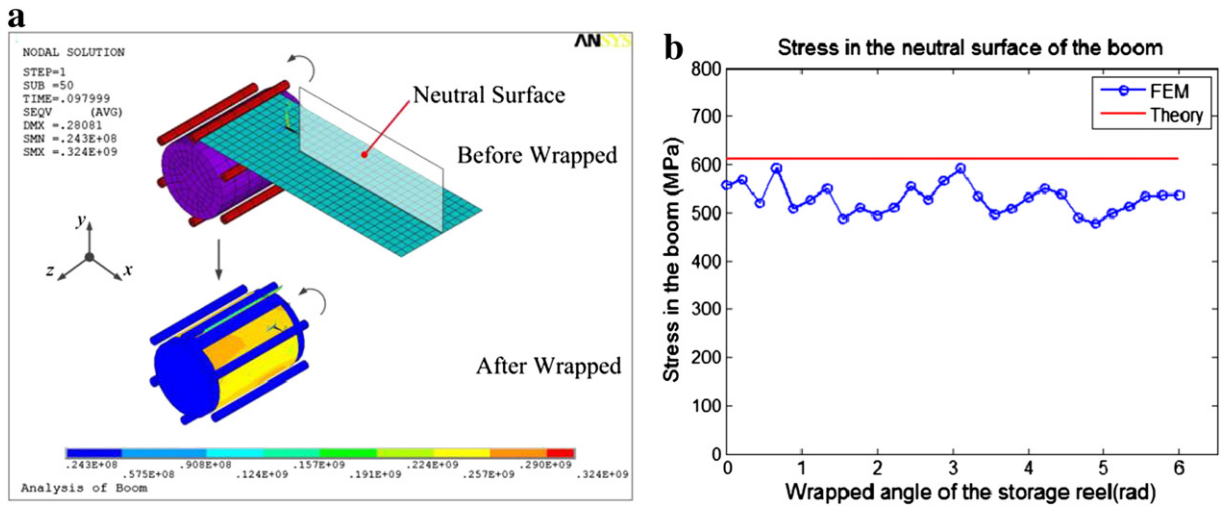 a
ANSYS
NODAL SOLUTION
STEP=1
SUB =50
TIME=.097999
SEQV (AVG)
DMX =.28081
SMN =.243E+08
SMX =.324E+09
Neutral Surface
Before Wrapped
y
z
x
After Wrapped
.243E+08 .908E+08 .157E+09 .224E+09 .290E+09
.575E+08 .124E+09 .191E+09 .257E+09 .324E+09
Analysis of Boom
b
Stress in the neutral surface of the boom
FEM
Theory
Stress in the boom (MPa)
800
700
600
500
400
300
200
100
0
0 1 2 3 4 5 6
Wrapped angle of the storage reel(rad)